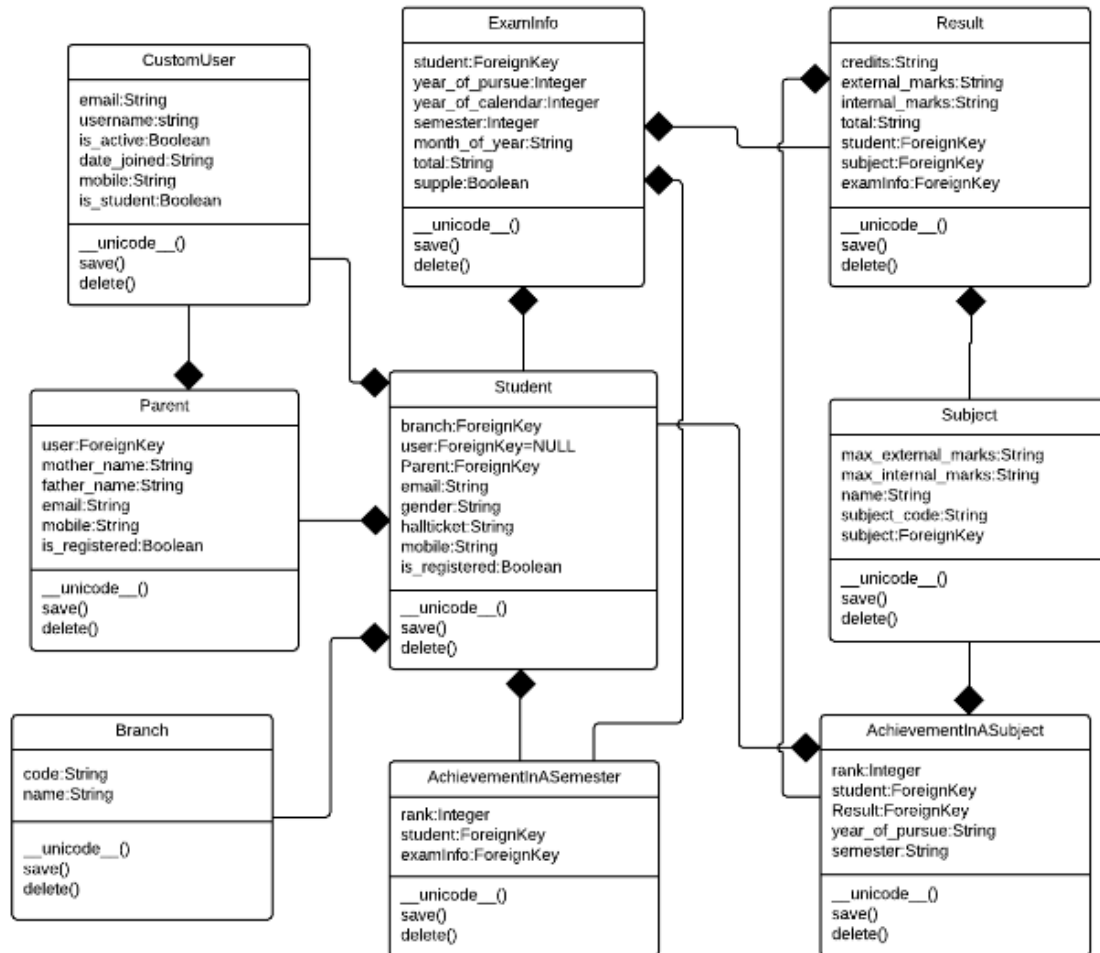 CustomUser
email:String
username:string
is_active:Boolean
date_joined:String
mobile:String
is_student:Boolean
__unicode__()
save()
delete()
ExamInfo
student:ForeignKey
year_of_pursue:Integer
year_of_calendar:Integer
semester:Integer
month_of_year:String
total:String
supple:Boolean
__unicode__()
save()
delete()
Result
credits:String
external_marks:String
internal_marks:String
total:String
student:ForeignKey
subject:ForeignKey
examInfo:ForeignKey
__unicode__()
save()
delete()
Parent
user:ForeignKey
mother_name:String
father_name:String
email:String
mobile:String
is_registered:Boolean
__unicode__()
save()
delete()
Student
branch:ForeignKey
user:ForeignKey=NULL
Parent:ForeignKey
email:String
gender:String
hallticket:String
mobile:String
is_registered:Boolean
__unicode__()
save()
delete()
Subject
max_external_marks:String
max_internal_marks:String
name:String
subject_code:String
subject:ForeignKey
__unicode__()
save()
delete()
Branch
code:String
name:String
__unicode__()
save()
delete()
AchievementInASemester
rank:Integer
student:ForeignKey
examInfo:ForeignKey
__unicode__()
save()
delete()
AchievementInASubject
rank:Integer
student:ForeignKey
Result:ForeignKey
year_of_pursue:String
semester:String
__unicode__()
save()
delete()